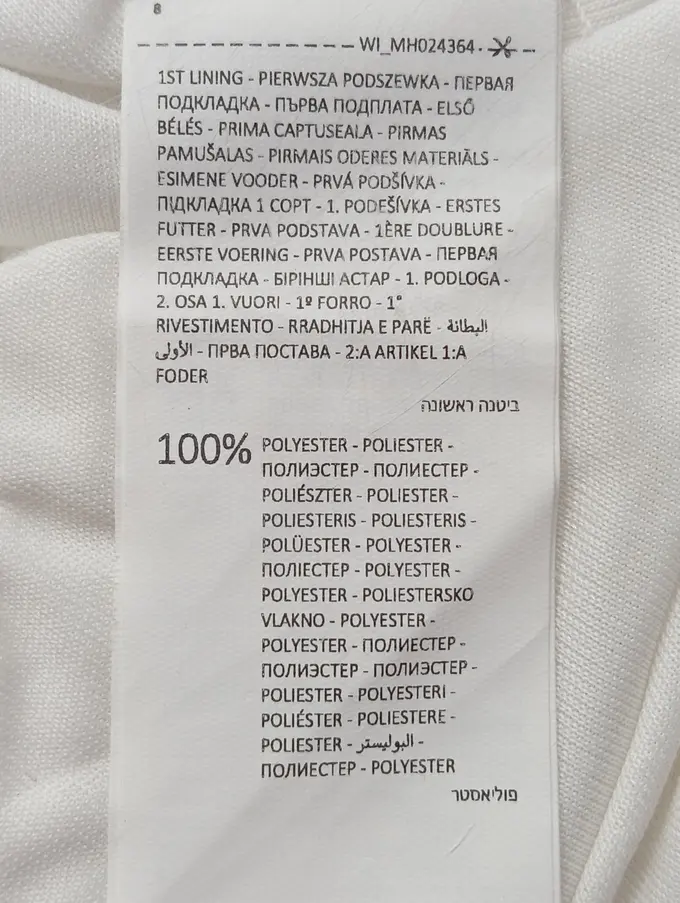 8
WI_MH024364
1ST LINING - PIERWSZA PODSZEWKA - ПЕРВАЯ
ПОДКЛАДКА - ПЪРВА ПОДПЛАТА - ELSŐ
BÉLÉS - PRIMA CAPTUSEALA - PIRMAS
PAMUŠALAS - PIRMAIS ODERES MATERIĀLS -
ESIMENE VOODER - PRVÁ PODŠÍVKA -
ПІДКЛАДКА 1 СОРТ - 1. PODEŠÍVKA - ERSTES
FUTTER - PRVA PODSTAVA - 1ÈRE DOUBLURE -
EERSTE VOERING - PRVA POSTAVA - ПЕРВАЯ
ПОДКЛАДКА - БІРІНШІ АСТАР - 1. PODLOGA -
2. OSA 1. VUORI - 1º FORRO - 1°
RIVESTIMENTO - RRADHITJA E PARË - البطانة
الأولى - ПРВА ПОСТАВА - 2:A ARTIKEL 1:A
FODER
ביטנה ראשונה
100% POLYESTER - POLIESTER -
ПОЛИЭСТЕР - ПОЛИЕСТЕР -
POLIÉSZTER - POLIESTER -
POLIESTERIS - POLIESTERIS -
POLÜESTER - POLYESTER -
ПОЛІЕСТЕР - POLYESTER -
POLYESTER - POLIESTERSKO
VLAKNO - POLYESTER -
POLYESTER - ПОЛИЕСТЕР -
ПОЛИЭСТЕР - ПОЛИЭСТЕР -
POLIESTER - POLYESTERI -
POLIÉSTER - POLIESTERE -
POLIESTER - البوليستر -
ПОЛИЕСТЕР - POLYESTER
פוליאסטר